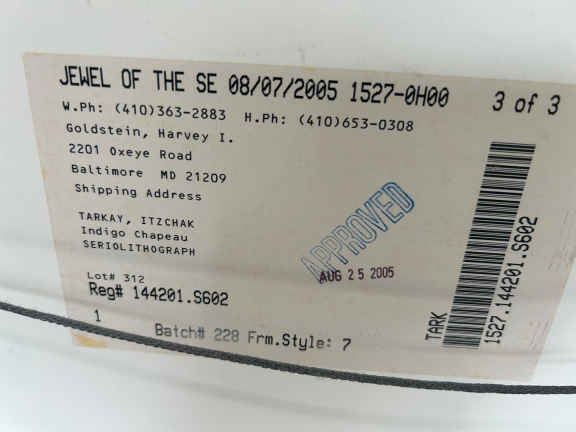 JEWEL OF THE SE 08/07/2005 1527-0H00 3 of 3
W.Ph: (410)363-2883 H.Ph: (410)653-0308
Goldstein, Harvey I.
2201 Oxeye Road
Baltimore MD 21209
Shipping Address
TARKAY, ITZCHAK
Indigo Chapeau
SERIOLITHOGRAPH
APPROVED
AUG 25 2005
Lot# 312
Reg# 144201.S602
1
Batch# 228 Frm.Style: 7
TARK
1527.144201.S602